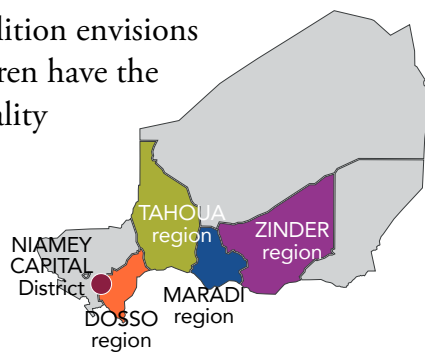 lition envisions
ren have the
ality
TAHOUA
region
ZINDER
region
NIAMEY
CAPITAL
District
MARADI
region
DOSSO
region